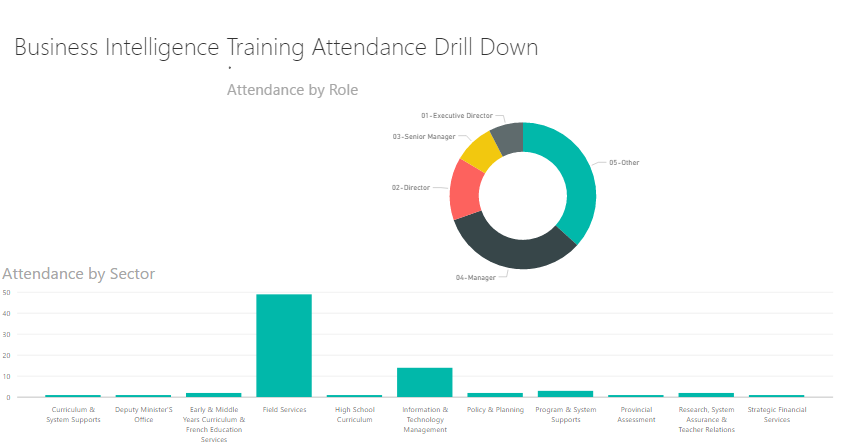 Business Intelligence Training Attendance Drill Down
.
Attendance by Role
01-Executive Director
03-Senior Manager
05-Other
02-Director
04-Manager
Attendance by Sector
50
40
30
20
10
0
Curriculum &
System Supports
Deputy Minister'S
Office
Early & Middle
Years Curriculum &
French Education
Services
Field Services
High School
Curriculum
Information &
Technology
Management
Policy & Planning
Program & System
Supports
Provincial
Assessment
Research, System
Assurance &
Teacher Relations
Strategic Financial
Services